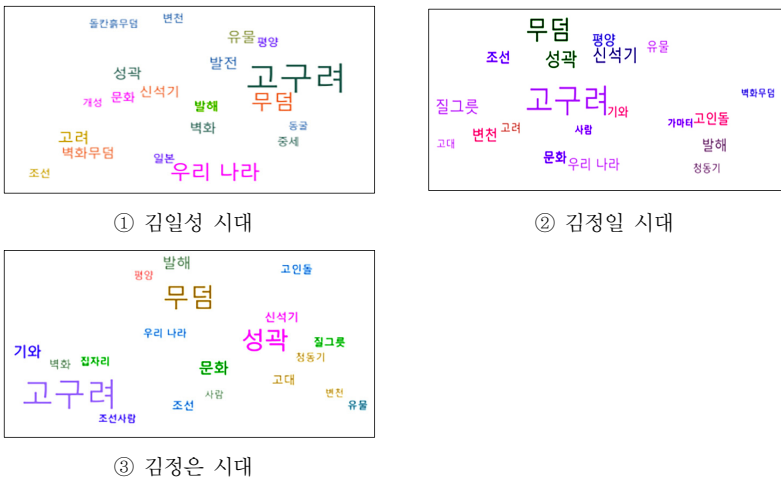 돌칸흙무덤 변천
유물 평양
성곽 발전 고구려
개성 문화 신석기 발해 무덤
벽화 동굴
고려 중세
벽화무덤 일본
조선 우리 나라
① 김일성 시대
무덤 평양
조선 성곽 신석기 유물
벽화무덤
질그릇 고구려 기와
변천 고려 사람 가마터 고인돌
고대 발해
문화 우리 나라 청동기
② 김정일 시대
평양 발해 고인돌
무덤
신석기
우리 나라 성곽 질그릇
기와 벽화 집자리 청동기
문화 고대
고구려 사람 변천
조선사람 조선 유물
③ 김정은 시대